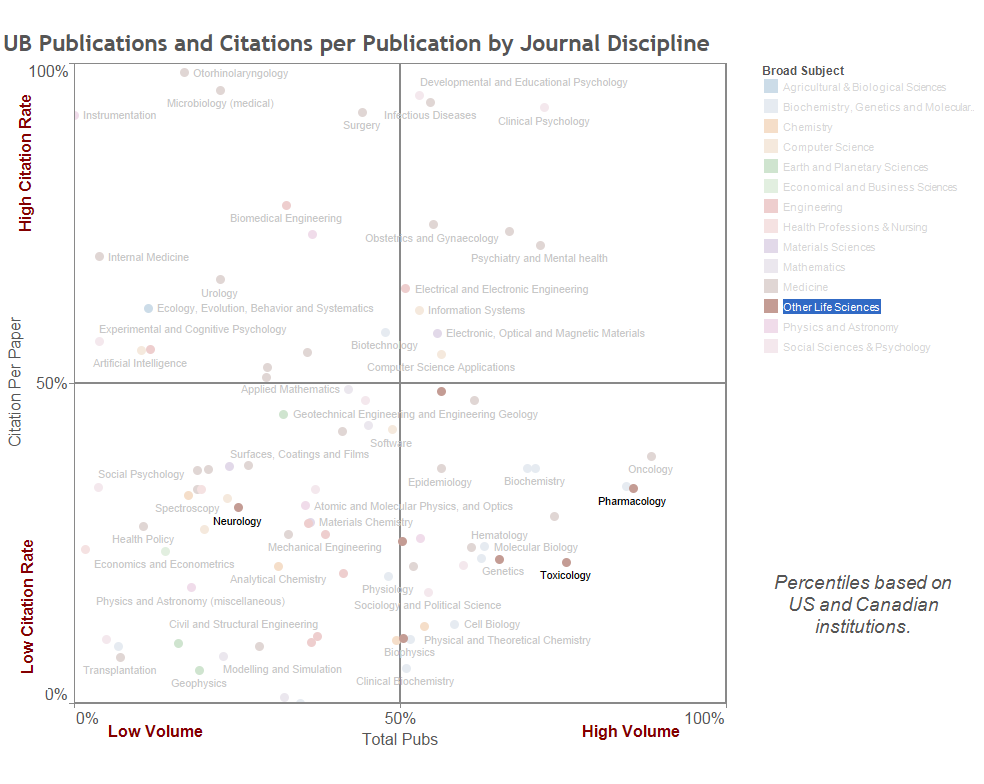 UB Publications and Citations per Publication by Journal Discipline
100%
50%
0%
High Citation Rate
Citation Per Paper
Low Citation Rate
Otorhinolaryngology
Developmental and Educational Psychology
Microbiology (medical)
Instrumentation
Surgery
Infectious Diseases
Clinical Psychology
Biomedical Engineering
Obstetrics and Gynaecology
Internal Medicine
Psychiatry and Mental health
Urology
Electrical and Electronic Engineering
Ecology, Evolution, Behavior and Systematics
Information Systems
Experimental and Cognitive Psychology
Electronic, Optical and Magnetic Materials
Biotechnology
Artificial Intelligence
Computer Science Applications
Applied Mathematics
Geotechnical Engineering and Engineering Geology
Software
Surfaces, Coatings and Films
Social Psychology
Oncology
Epidemiology
Biochemistry
Pharmacology
Spectroscopy
Atomic and Molecular Physics, and Optics
Neurology
Materials Chemistry
Health Policy
Hematology
Mechanical Engineering
Molecular Biology
Economics and Econometrics
Genetics
Toxicology
Analytical Chemistry
Physiology
Physics and Astronomy (miscellaneous)
Sociology and Political Science
Civil and Structural Engineering
Cell Biology
Physical and Theoretical Chemistry
Biophysics
Transplantation
Modelling and Simulation
Geophysics
Clinical Biochemistry
0%
50%
100%
Low Volume
High Volume
Total Pubs
Broad Subject
Agricultural & Biological Sciences
Biochemistry, Genetics and Molecular..
Chemistry
Computer Science
Earth and Planetary Sciences
Economical and Business Sciences
Engineering
Health Professions & Nursing
Materials Sciences
Mathematics
Medicine
Other Life Sciences
Physics and Astronomy
Social Sciences & Psychology
Percentiles based on
US and Canadian
institutions.